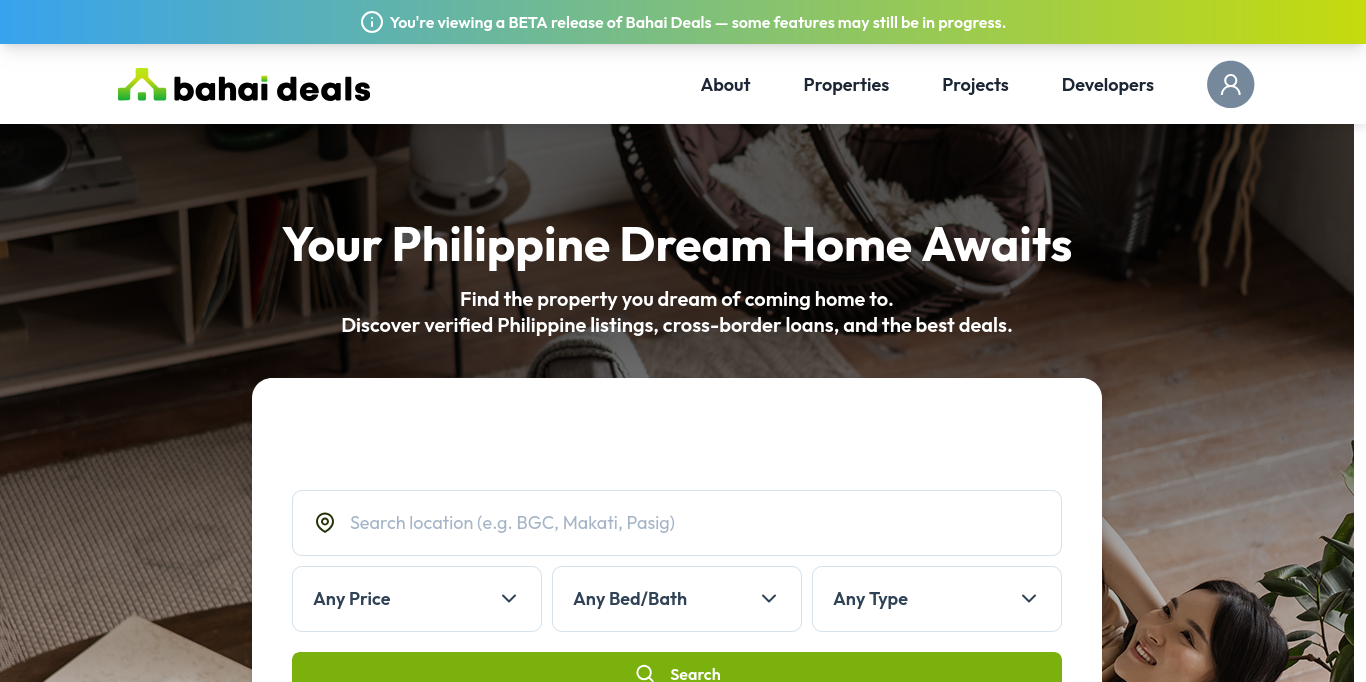 You're viewing a BETA release of Bahai Deals — some features may still be in progress.
bahai deals
About
Properties
Projects
Developers
Your Philippine Dream Home Awaits
Find the property you dream of coming home to.
Discover verified Philippine listings, cross-border loans, and the best deals.
Search location (e.g. BGC, Makati, Pasig)
Any Price
Any Bed/Bath
Any Type
Search